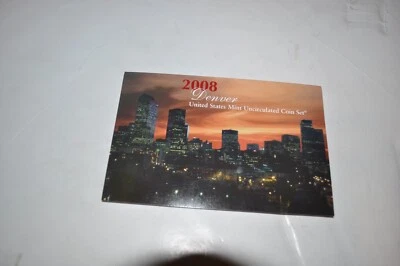 2008
Denver
United States Mint Uncirculated Coin Set®